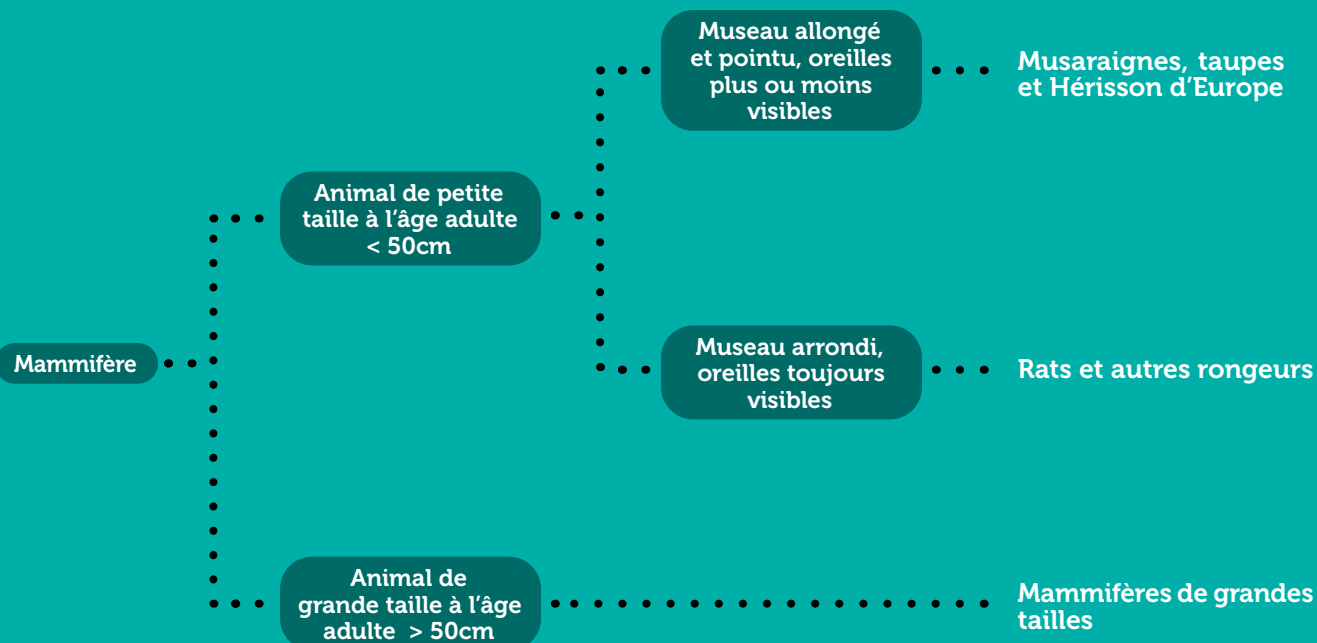 Mammifère
Animal de petite
taille à l'âge adulte
< 50cm
Museau allongé
et pointu, oreilles
plus ou moins
visibles
Musaraignes, taupes
et Hérisson d'Europe
Museau arrondi,
oreilles toujours
visibles
Rats et autres rongeurs
Animal de
grande taille à l'âge
adulte > 50cm
Mammifères de grandes
tailles